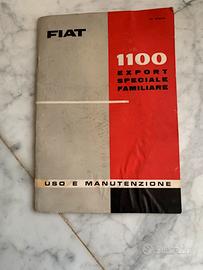 FIAT
1100
EXPORT
SPECIALE
FAMILIARE
USO E MANUTENZIONE